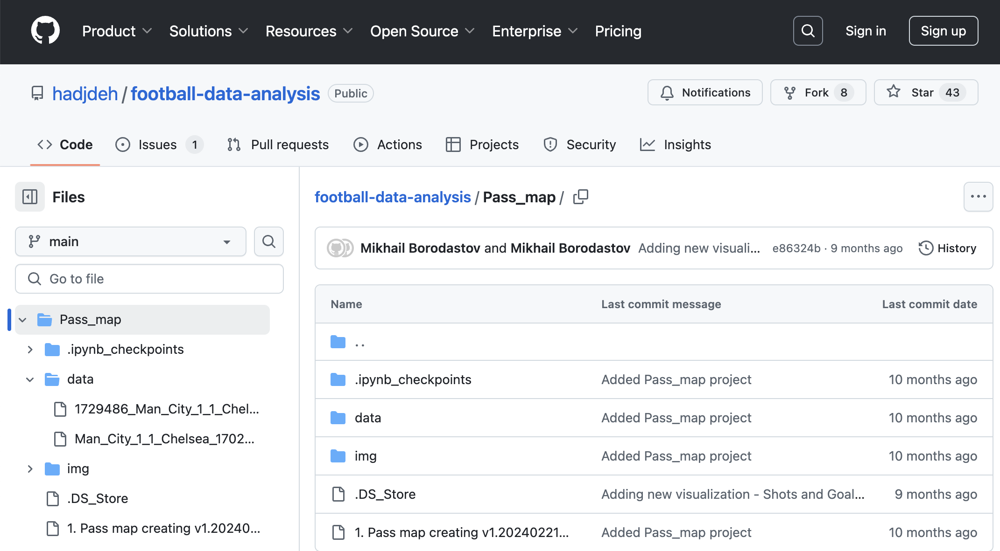 Product Solutions Resources Open Source Enterprise Pricing Sign in Sign up
hadjdeh / football-data-analysis Public Notifications Fork 8 Star 43
Code Issues 1 Pull requests Actions Projects Security Insights
Files
main
Go to file
Pass_map
.ipynb_checkpoints
data
1729486_Man_City_1_1_Chel...
Man_City_1_1_Chelsea_1702...
img
.DS_Store
1. Pass map creating v1.20240...
football-data-analysis / Pass_map /
Mikhail Borodastov and Mikhail Borodastov Adding new visuali... e86324b · 9 months ago History
Name Last commit message Last commit date
..
.ipynb_checkpoints Added Pass_map project 10 months ago
data Added Pass_map project 10 months ago
img Added Pass_map project 10 months ago
.DS_Store Adding new visualization - Shots and Goal... 9 months ago
1. Pass map creating v1.20240221... Added Pass_map project 10 months ago